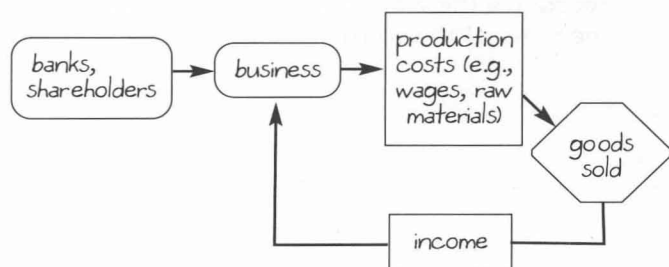 banks,
shareholders
business
production
costs (e.g.,
wages, raw
materials)
goods
sold
income